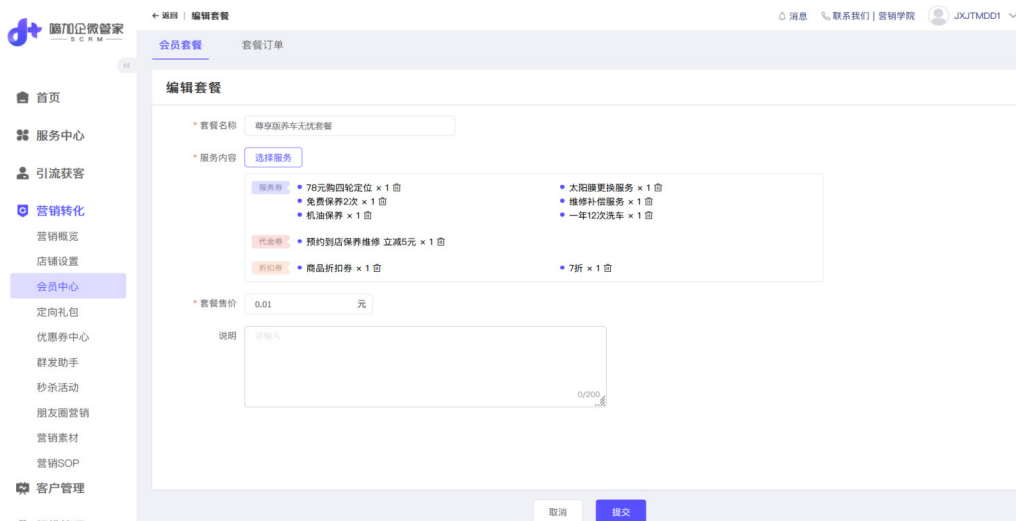 嘀加企微管家
SCRM
← 返回 | 编辑套餐
消息 联系我们 | 营销学院 JXJTMDD1
会员套餐 套餐订单
首页
服务中心
引流获客
营销转化
营销概览
店铺设置
会员中心
定向礼包
优惠券中心
群发助手
秒杀活动
朋友圈营销
营销素材
营销SOP
客户管理
编辑套餐
* 套餐名称 尊享版养车无忧套餐
* 服务内容 选择服务
服务券 • 78元购四轮定位 × 1 • 太阳膜更换服务 × 1
• 免费保养2次 × 1 • 维修补偿服务 × 1
• 机油保养 × 1 • 一年12次洗车 × 1
代金券 • 预约到店保养维修 立减5元 × 1
折扣券 • 商品折扣券 × 1 • 7折 × 1
* 套餐售价 0.01 元
说明 请输入
0/200
取消 提交